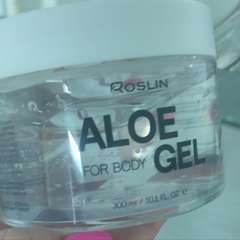 ROSLIN
ALOE
FOR BODY GEL
300 ml / 10.1 FL. OZ